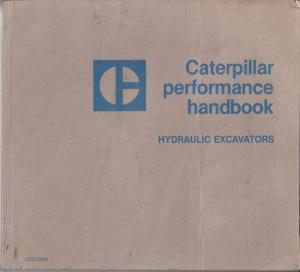 Caterpillar
performance
handbook
HYDRAULIC EXCAVATORS